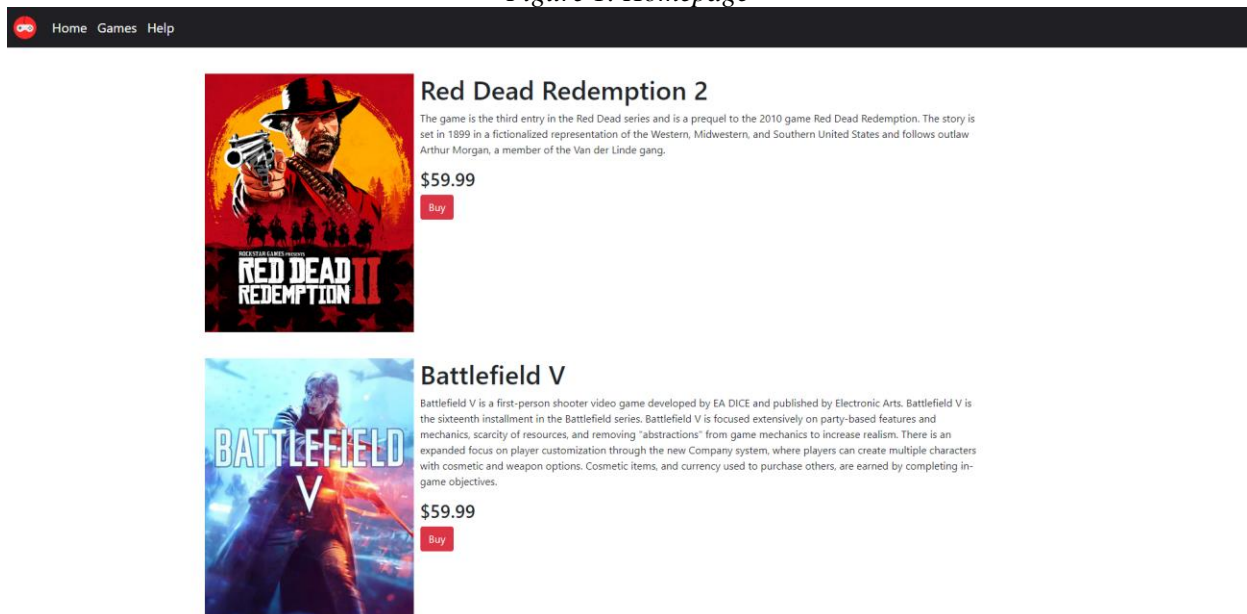 Figure 1. Homepage
Home Games Help
Red Dead Redemption 2
The game is the third entry in the Red Dead series and is a prequel to the 2010 game Red Dead Redemption. The story is
set in 1899 in a fictionalized representation of the Western, Midwestern, and Southern United States and follows outlaw
Arthur Morgan, a member of the Van der Linde gang.
$59.99
Buy
ROCKSTAR GAMES PRESENTS
RED DEAD
REDEMPTION II
Battlefield V
Battlefield V is a first-person shooter video game developed by EA DICE and published by Electronic Arts. Battlefield V is
the sixteenth installment in the Battlefield series. Battlefield V is focused extensively on party-based features and
mechanics, scarcity of resources, and removing "abstractions" from game mechanics to increase realism. There is an
expanded focus on player customization through the new Company system, where players can create multiple characters
with cosmetic and weapon options. Cosmetic items, and currency used to purchase others, are earned by completing in-
game objectives.
$59.99
Buy
BATTLEFIELD
V